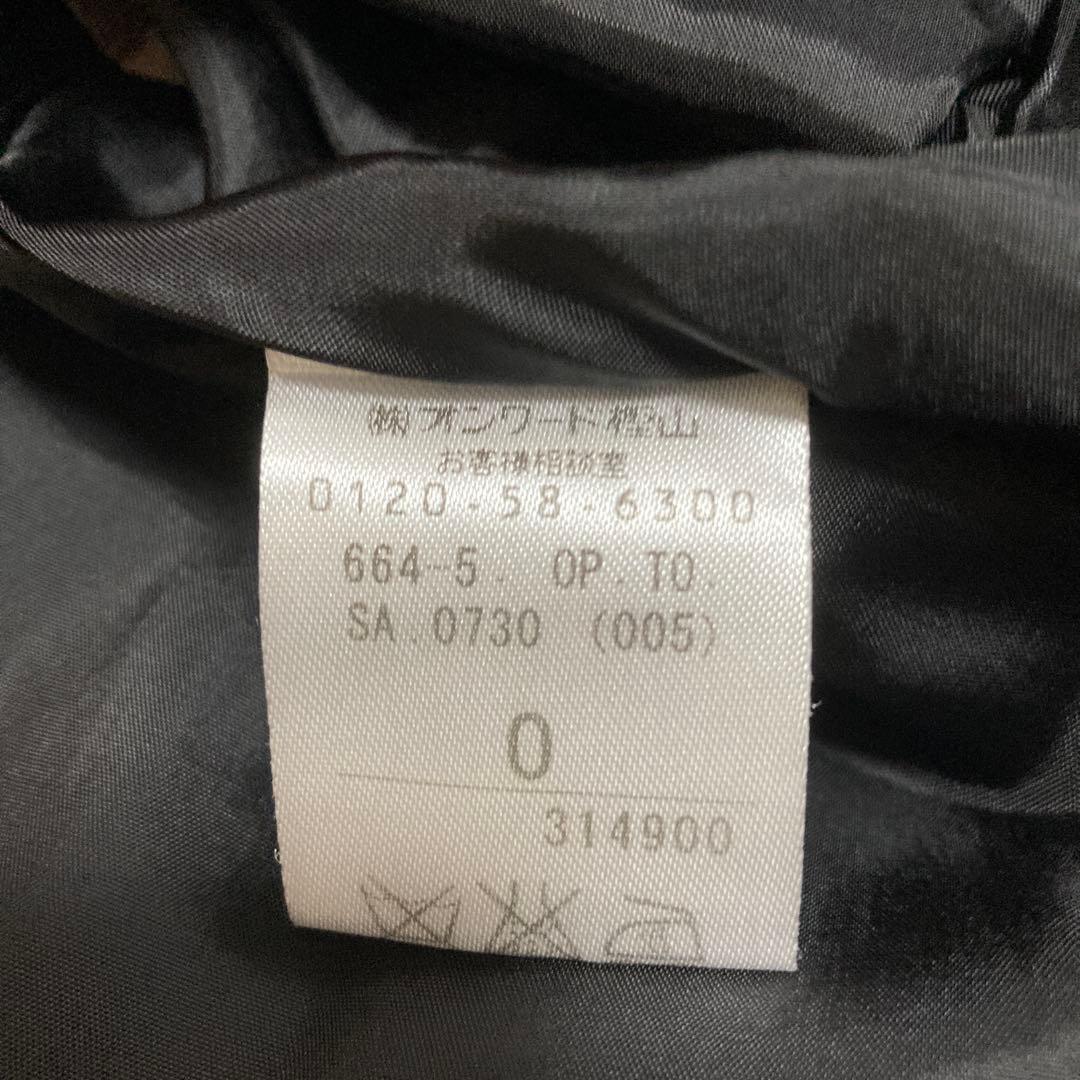 ㈱オンワード樫山
お客様相談室
0120-58-6300
664-5. OP.TO.
SA.0730 (005)
0
314900